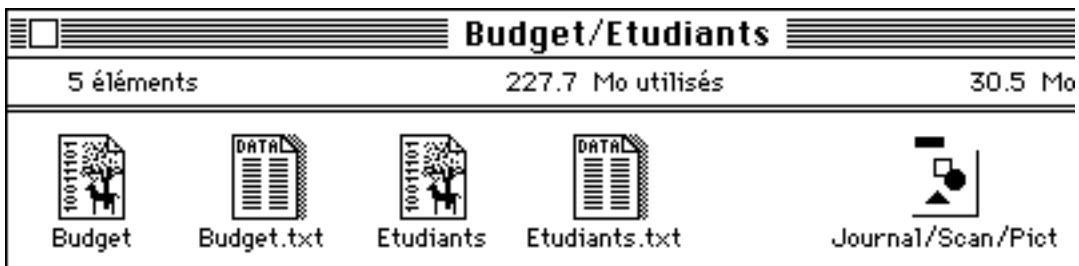 Budget/Etudiants
5 éléments 227.7 Mo utilisés 30.5 Mo
10011101 DATA 10011101 DATA
Budget Budget.txt Etudiants Etudiants.txt Journal/Scan/Pict